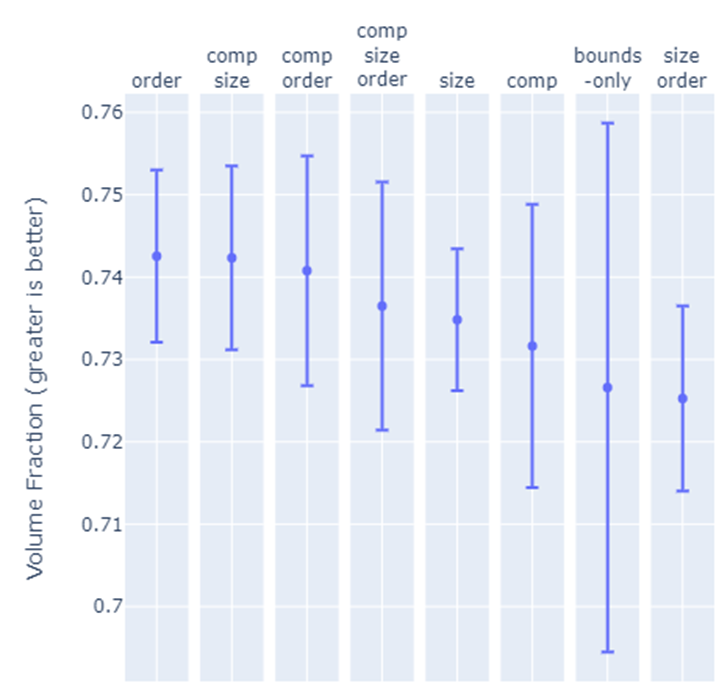 comp
comp comp size bounds size
order size order order size comp -only order
0.76
0.75
0.74
0.73
0.72
0.71
0.7
Volume Fraction (greater is better)